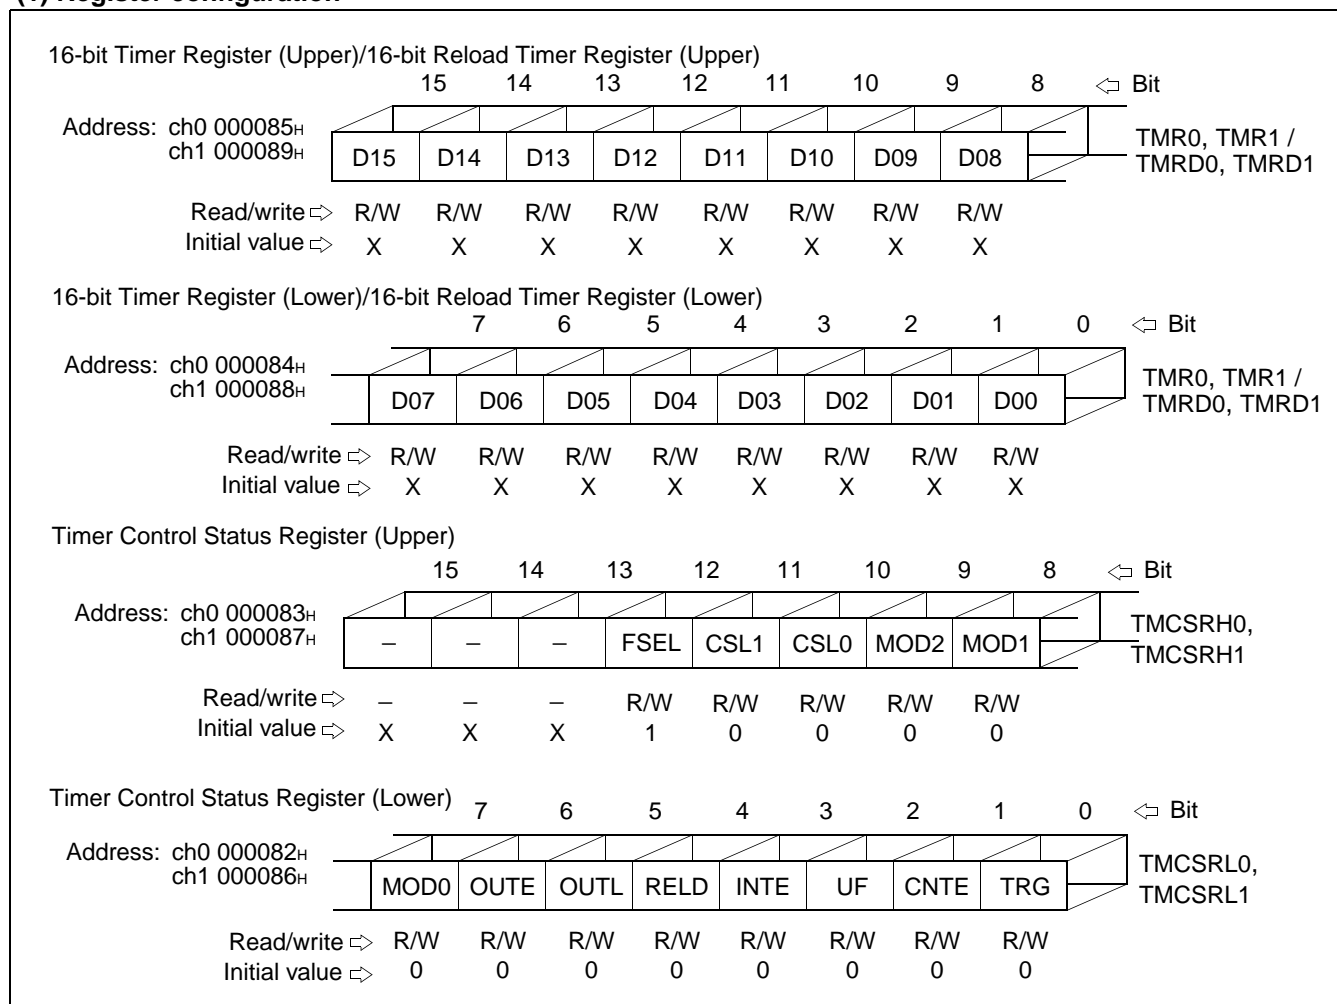 (1) Register configuration
16-bit Timer Register (Upper)/16-bit Reload Timer Register (Upper)
15 14 13 12 11 10 9 8 ⇦ Bit
Address: ch0 000085H
ch1 000089H
D15 D14 D13 D12 D11 D10 D09 D08
TMR0, TMR1 /
TMRD0, TMRD1
Read/write ⇨ R/W R/W R/W R/W R/W R/W R/W R/W
Initial value ⇨ X X X X X X X X
16-bit Timer Register (Lower)/16-bit Reload Timer Register (Lower)
7 6 5 4 3 2 1 0 ⇦ Bit
Address: ch0 000084H
ch1 000088H
D07 D06 D05 D04 D03 D02 D01 D00
TMR0, TMR1 /
TMRD0, TMRD1
Read/write ⇨ R/W R/W R/W R/W R/W R/W R/W R/W
Initial value ⇨ X X X X X X X X
Timer Control Status Register (Upper)
15 14 13 12 11 10 9 8 ⇦ Bit
Address: ch0 000083H
ch1 000087H
– – – FSEL CSL1 CSL0 MOD2 MOD1
TMCSRH0,
TMCSRH1
Read/write ⇨ – – – R/W R/W R/W R/W R/W
Initial value ⇨ X X X 1 0 0 0 0
Timer Control Status Register (Lower)
7 6 5 4 3 2 1 0 ⇦ Bit
Address: ch0 000082H
ch1 000086H
MOD0 OUTE OUTL RELD INTE UF CNTE TRG
TMCSRL0,
TMCSRL1
Read/write ⇨ R/W R/W R/W R/W R/W R/W R/W R/W
Initial value ⇨ 0 0 0 0 0 0 0 0